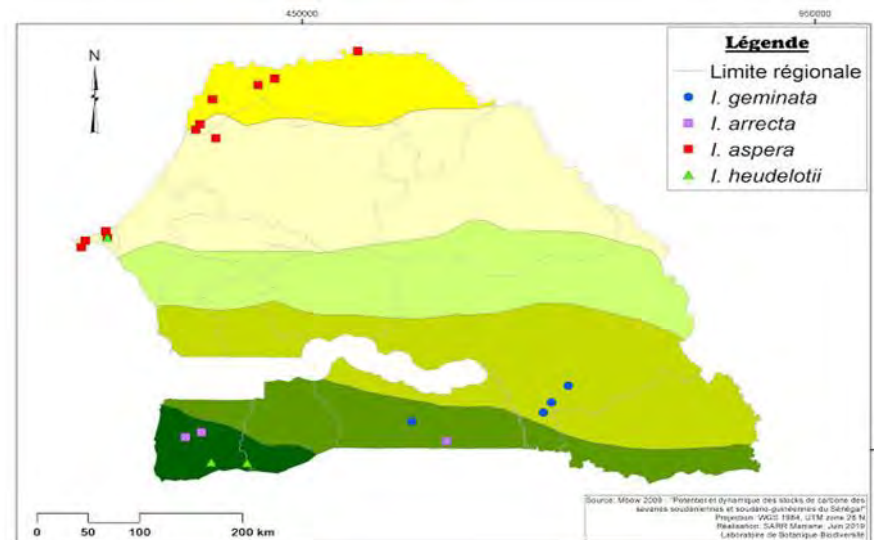 450000
950000
N
Légende
Limite régionale
I. geminata
I. arrecta
I. aspera
I. heudelotii
0 50 100 200 km
Source: Mbow 2009 - "Potentiel et dynamique des stocks de carbone des
savanes soudaniennes et soudano-guinéennes du Sénégal"
Projection: WGS 1984, UTM zone 28 N
Réalisation: SARR Mariame, Juin 2019
Laboratoire de Botanique-Biodiversité